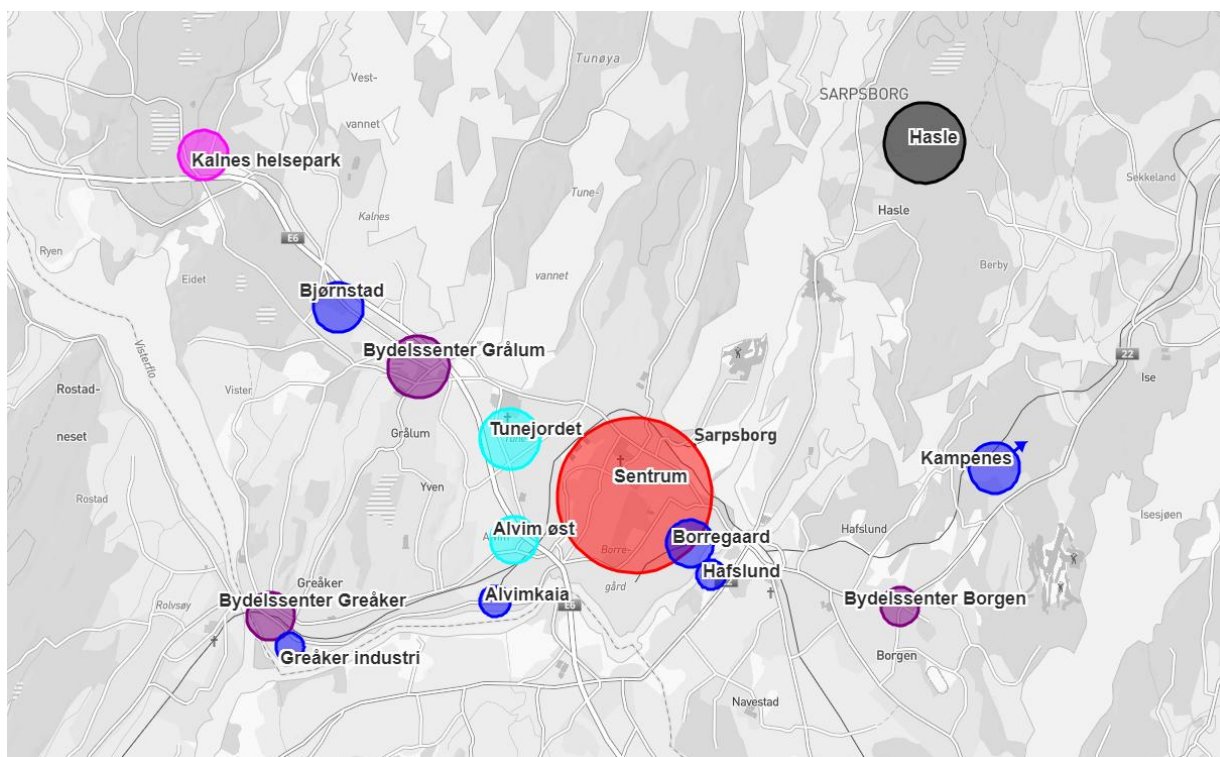 Tunøya
Vest-
vannet
SARPSBORG
Hasle
Kalnes helsepark
Sekkeland
Tune-
Kalnes
Hasle
E6
Ryen
Berby
Eidet
vannet
Bjørnstad
Visterflo
Bydelssenter Grålum
22
Ise
Rostad-
Vister
neset
Tunejordet
Tune
Sarpsborg
Grålum
Kampenes
Sentrum
Yven
Rostad
Isesjøen
Alvim øst
Alvim
Borregaard
Hafslund
Borre-
Hafslund
gård
Greåker
Alvimkaia
Rolvsøy
Bydelssenter Greåker
E6
Bydelssenter Borgen
Greåker industri
Borgen
Navestad